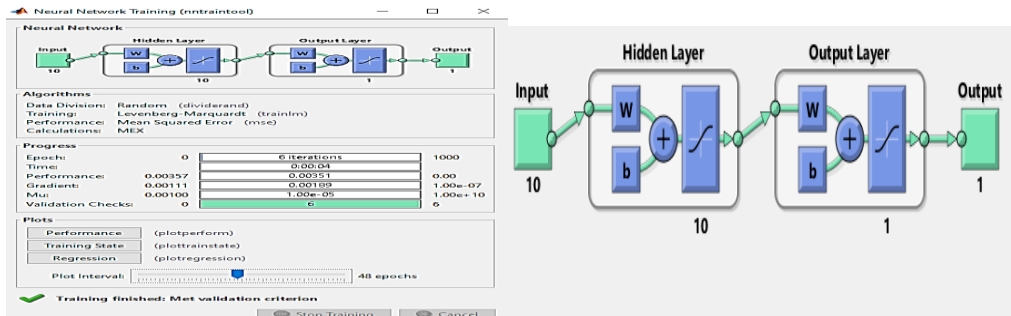 Neural Network Training (nntraintool)
Neural Network
Hidden Layer Output Layer
Input Output
W W
b b
10 10 1 1
Algorithms
Data Division: Random (dividerand)
Training: Levenberg-Marquardt (trainlm)
Performance: Mean Squared Error (mse)
Calculations: MEX
Progress
Epoch: 0 6 iterations 1000
Time: 0:00:04
Performance: 0.00357 0.00351 0.00
Gradient: 0.00111 0.00189 1.00e-07
Mu: 0.00100 1.00e-05 1.00e+10
Validation Checks: 0 6 6
Plots
Performance (plotperform)
Training State (plottrainstate)
Regression (plotregression)
Plot Interval: 48 epochs
Training finished: Met validation criterion
Stop Training Cancel
Hidden Layer Output Layer
Input Output
W W
+ +
b b
10 1
10 1